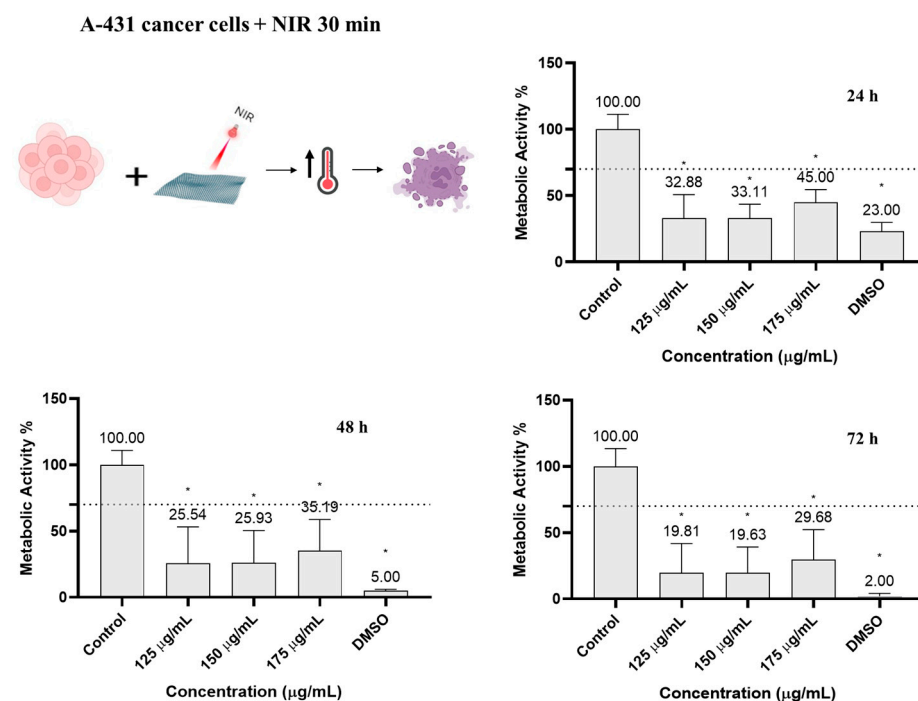 A-431 cancer cells + NIR 30 min
NIR
24 h
Metabolic Activity %
150
100
50
0
100.00
*
32.88
*
33.11
*
45.00
*
23.00
Control
125 μg/mL
150 μg/mL
175 μg/mL
DMSO
Concentration (μg/mL)
48 h
Metabolic Activity %
150
100
50
0
100.00
*
25.54
*
25.93
*
35.19
*
5.00
Control
125 μg/mL
150 μg/mL
175 μg/mL
DMSO
Concentration (μg/mL)
72 h
Metabolic Activity %
150
100
50
0
100.00
*
19.81
*
19.63
*
29.68
*
2.00
Control
125 μg/mL
150 μg/mL
175 μg/mL
DMSO
Concentration (μg/mL)